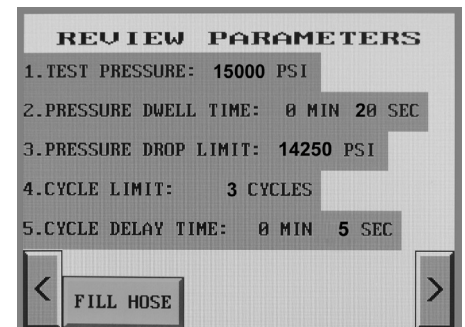 REVIEW PARAMETERS
1.TEST PRESSURE: 15000 PSI
2.PRESSURE DWELL TIME: 0 MIN 20 SEC
3.PRESSURE DROP LIMIT: 14250 PSI
4.CYCLE LIMIT: 3 CYCLES
5.CYCLE DELAY TIME: 0 MIN 5 SEC
< FILL HOSE >